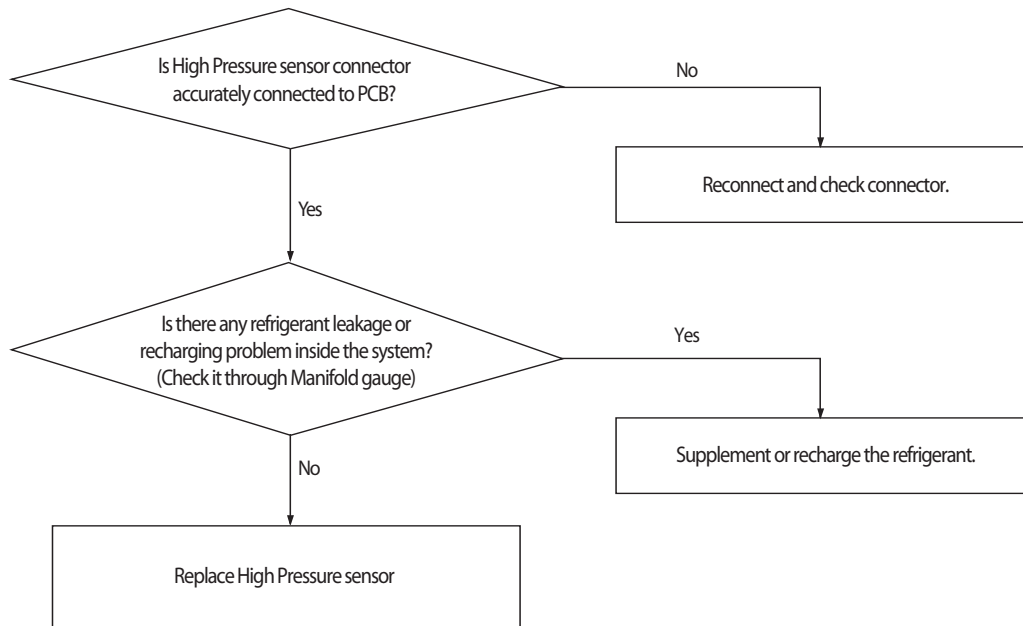 Is High Pressure sensor connector
accurately connected to PCB?
No
Reconnect and check connector.
Yes
Is there any refrigerant leakage or
recharging problem inside the system?
(Check it through Manifold gauge)
Yes
Supplement or recharge the refrigerant.
No
Replace High Pressure sensor